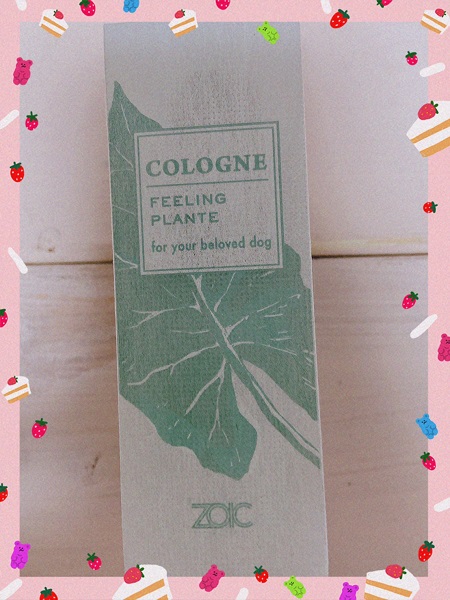 COLOGNE
FEELING
PLANTE
for your beloved dog
ZOIC